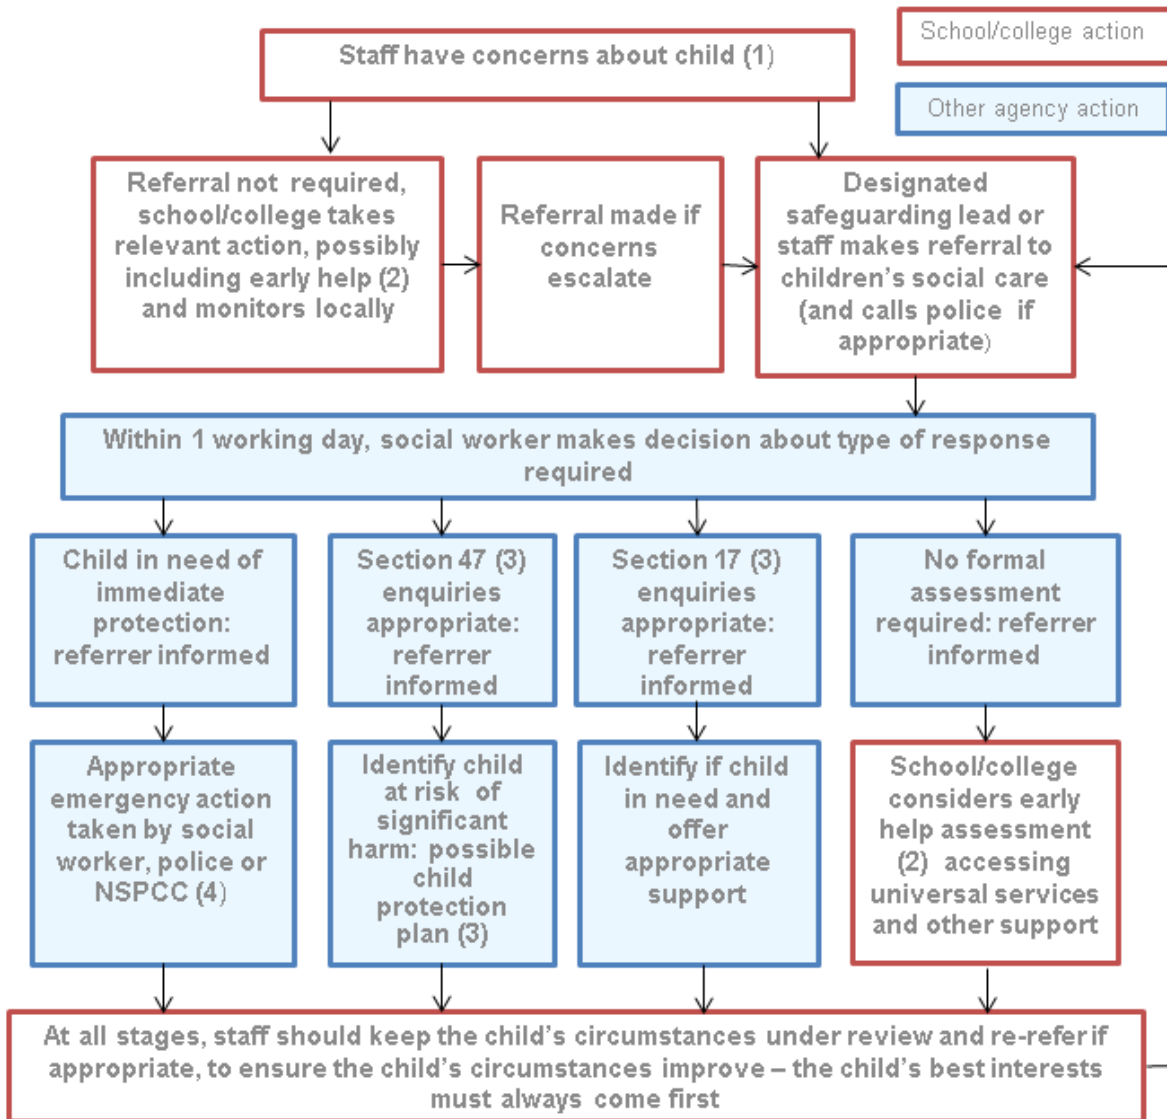 School/college action
Staff have concerns about child (1)
Other agency action
Referral not required,
school/college takes
relevant action, possibly
including early help (2)
and monitors locally
Referral made if
concerns
escalate
Designated
safeguarding lead or
staff makes referral to
children's social care
(and calls police if
appropriate)
Within 1 working day, social worker makes decision about type of response
required
Child in need of
immediate
protection:
referrer informed
Section 47 (3)
enquiries
appropriate:
referrer
informed
Section 17 (3)
enquiries
appropriate:
referrer
informed
No formal
assessment
required: referrer
informed
Appropriate
emergency action
taken by social
worker, police or
NSPCC (4)
Identify child
at risk of
significant
harm: possible
child
protection
plan (3)
Identify if child
in need and
offer
appropriate
support
School/college
considers early
help assessment
(2) accessing
universal services
and other support
At all stages, staff should keep the child's circumstances under review and re-refer if
appropriate, to ensure the child's circumstances improve – the child's best interests
must always come first